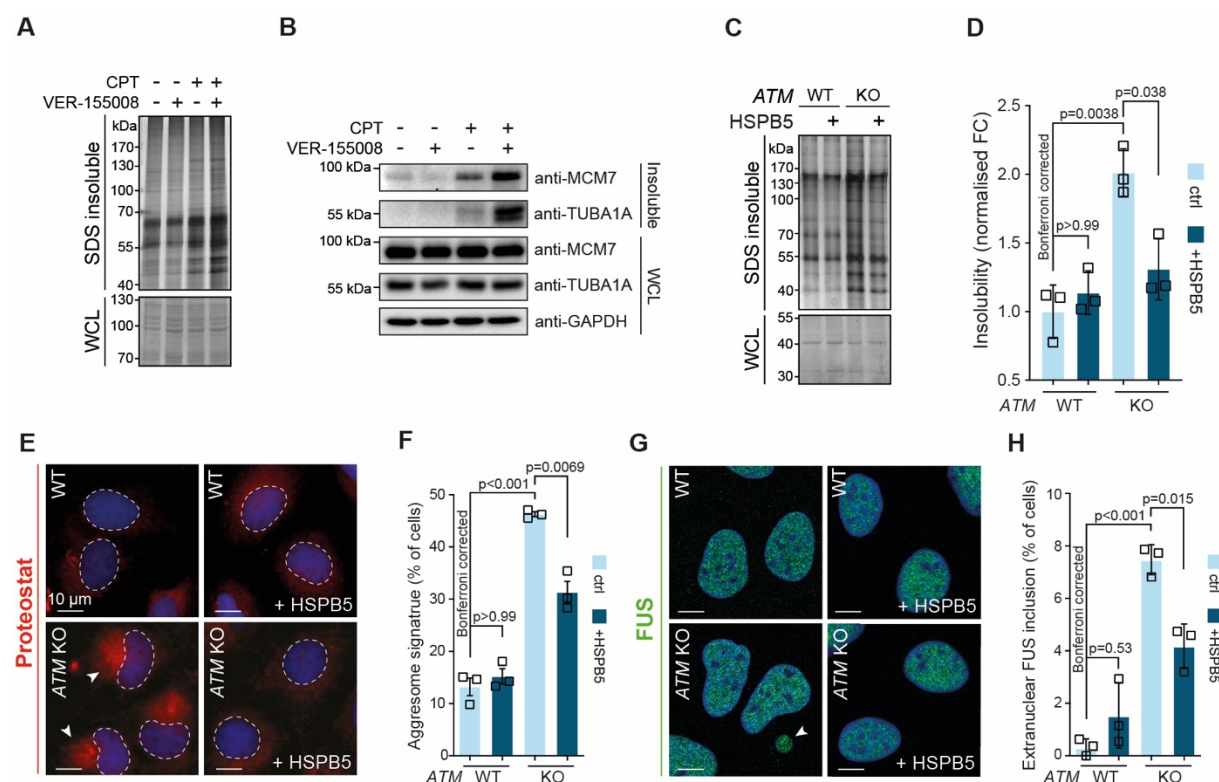 A
CPT - - + +
VER-155008 - + - +
kDa
170
130
100
70
55
40
SDS insoluble
130
100
70
WCL
B
CPT - - + +
VER-155008 - + - +
100 kDa
anti-MCM7
55 kDa
anti-TUBA1A
Insoluble
100 kDa
anti-MCM7
55 kDa
anti-TUBA1A
anti-GAPDH
WCL
C
ATM WT KO
HSPB5 + +
kDa
170
130
100
70
55
40
SDS insoluble
55
40
30
WCL
D
p=0.038
p=0.0038
p>0.99
Bonferroni corrected
Insolubility (normalised FC)
2.5
2.0
1.5
1.0
0.5
ATM WT KO
ctrl
+HSPB5
E
Proteostat
WT
10 µm
WT
+ HSPB5
ATM KO
ATM KO
+ HSPB5
F
p=0.0069
p<0.001
p>0.99
Bonferroni corrected
Aggresome signatrue (% of cells)
50
40
30
20
10
0
ATM WT KO
ctrl
+HSPB5
G
FUS
WT
WT
+ HSPB5
ATM KO
ATM KO
+ HSPB5
H
p=0.015
p<0.001
p=0.53
Bonferroni corrected
Extranuclear FUS inclusion (% of cells)
10
8
6
4
2
0
ATM WT KO
ctrl
+HSPB5